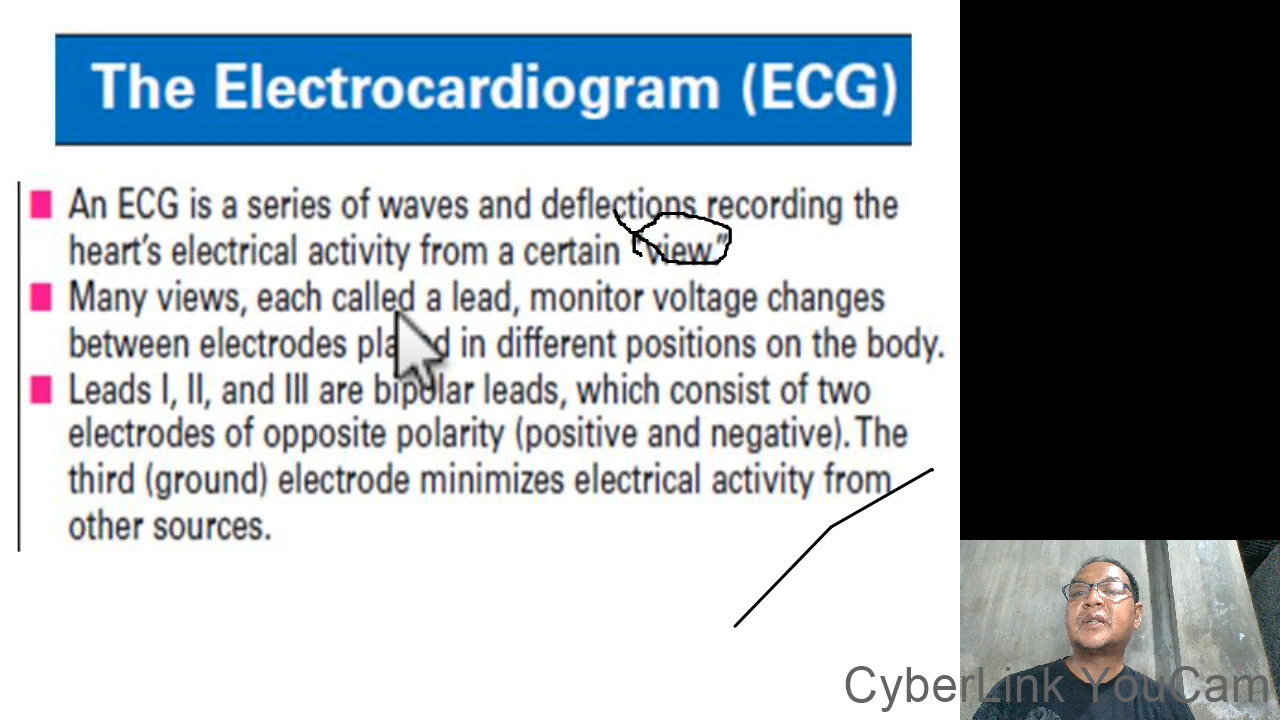 The Electrocardiogram (ECG)
An ECG is a series of waves and deflections recording the
heart's electrical activity from a certain "view."
Many views, each called a lead, monitor voltage changes
between electrodes placed in different positions on the body.
Leads I, II, and III are bipolar leads, which consist of two
electrodes of opposite polarity (positive and negative). The
third (ground) electrode minimizes electrical activity from
other sources.
CyberLink YouCam